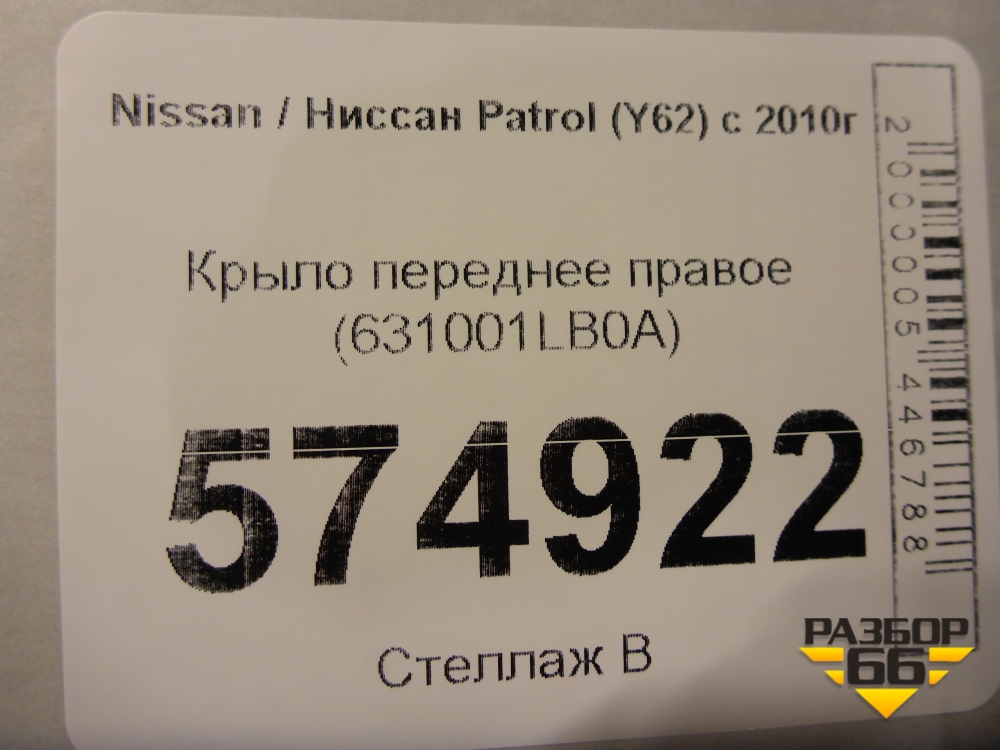 Nissan / Ниссан Patrol (Y62) с 2010г
Крыло переднее правое
(631001LB0A)
574922
Стеллаж В
2000005446788
РАЗБОР
66